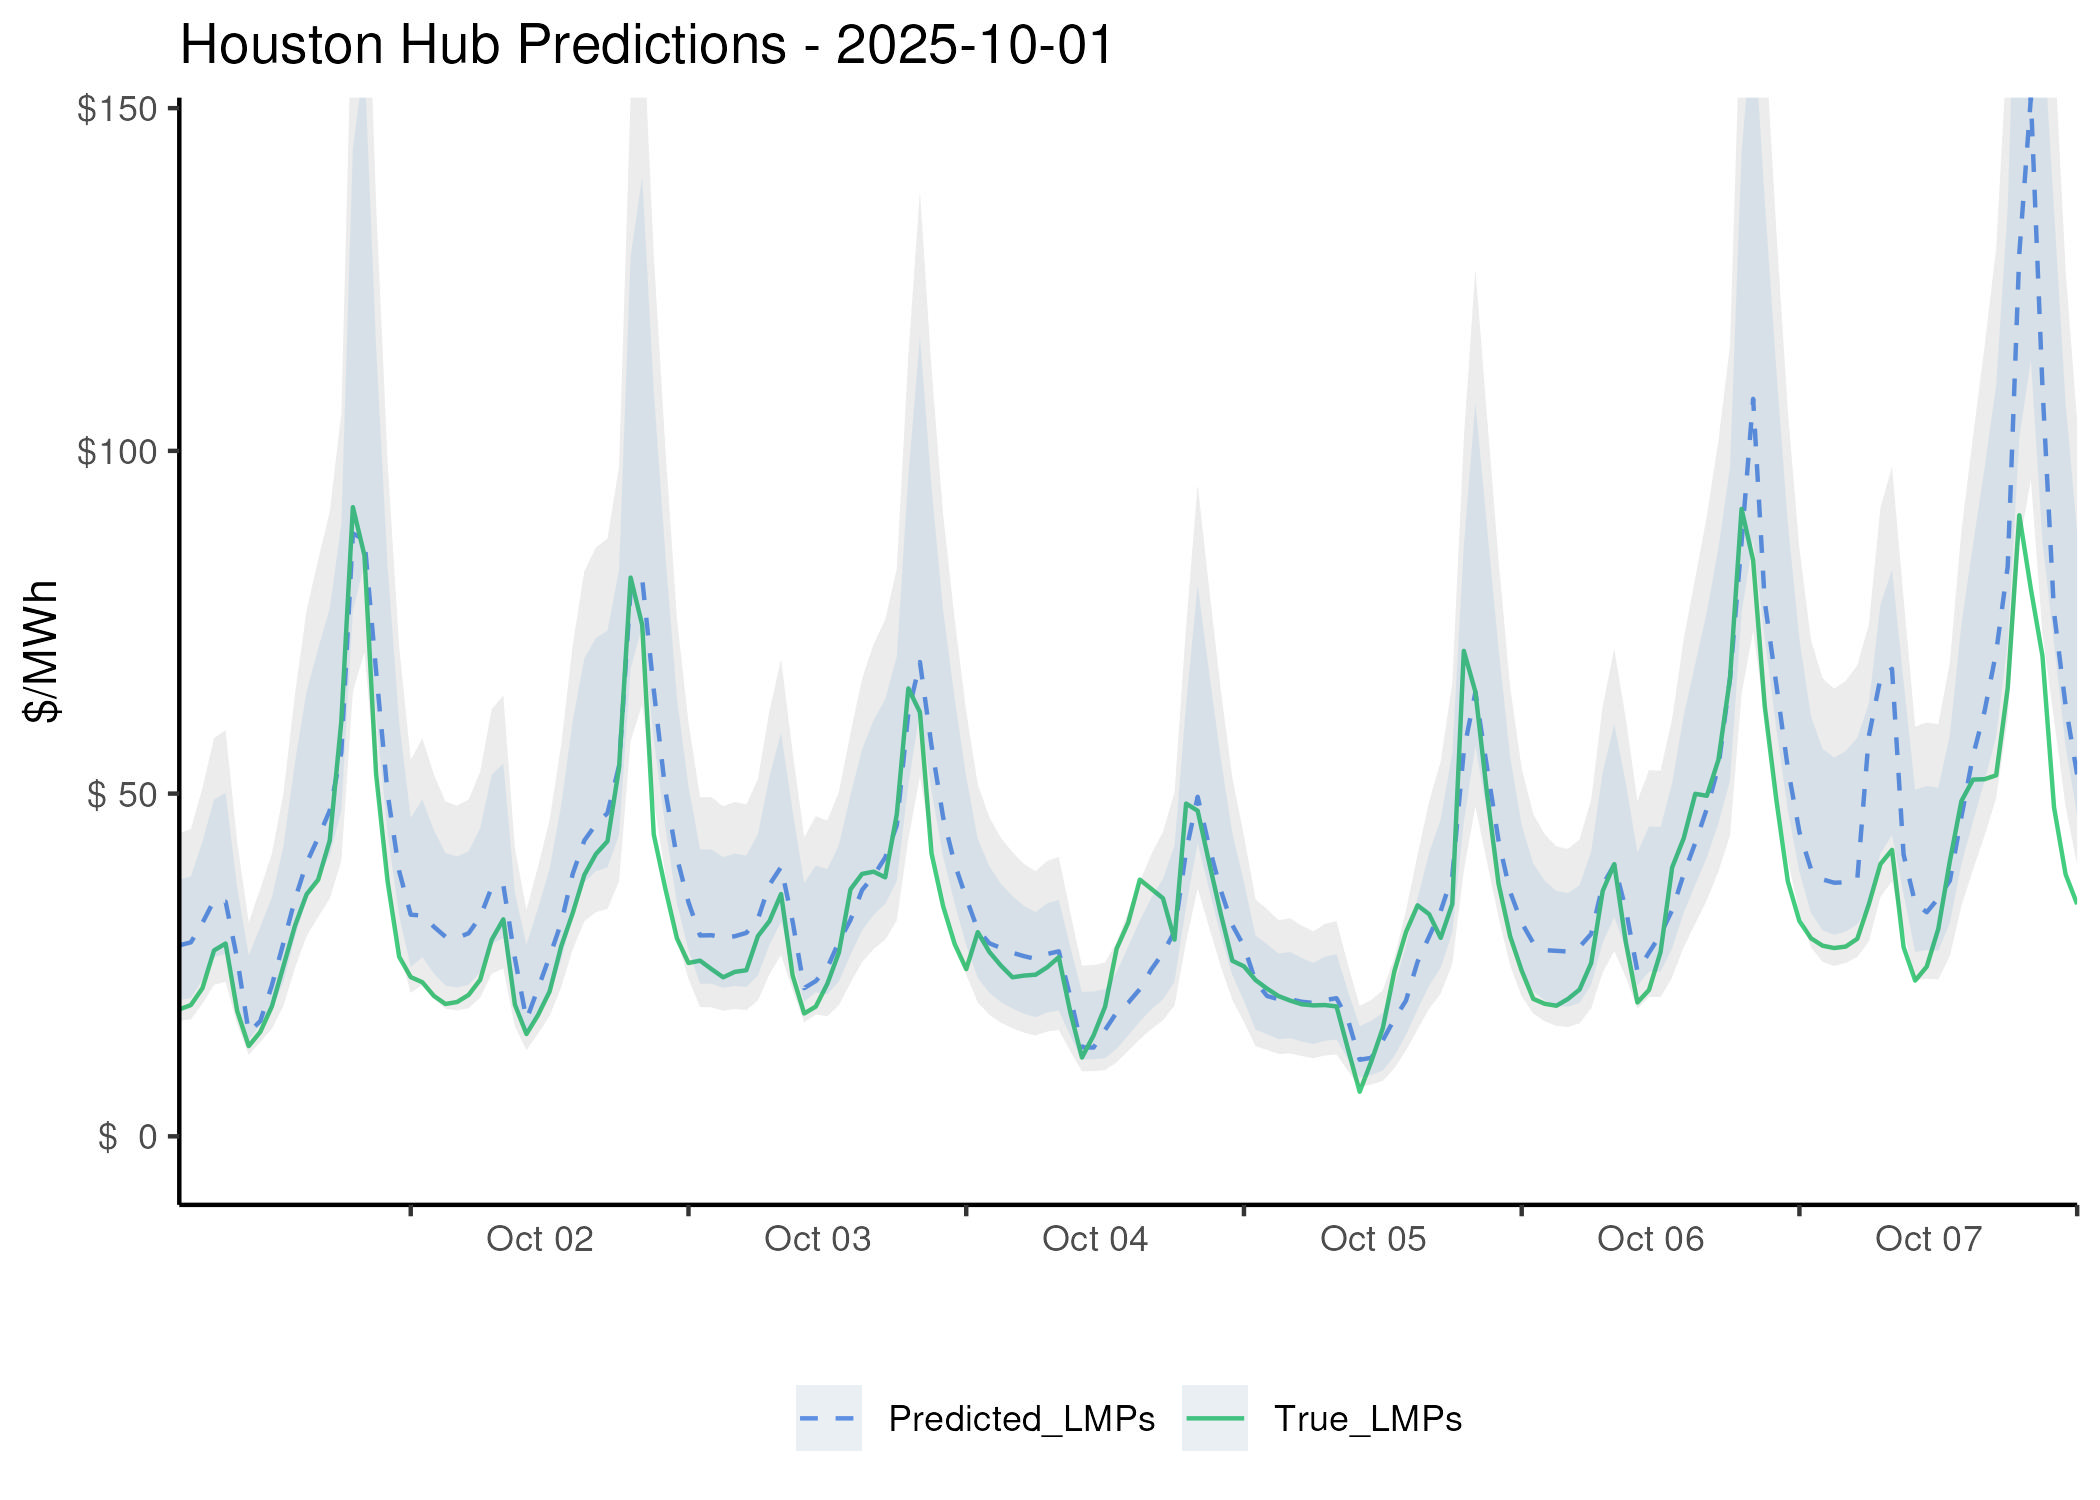 Houston Hub Predictions - 2025-10-01
$150
$100
$ 50
$  0
$/MWh
Oct 02 Oct 03 Oct 04 Oct 05 Oct 06 Oct 07
Predicted_LMPs True_LMPs